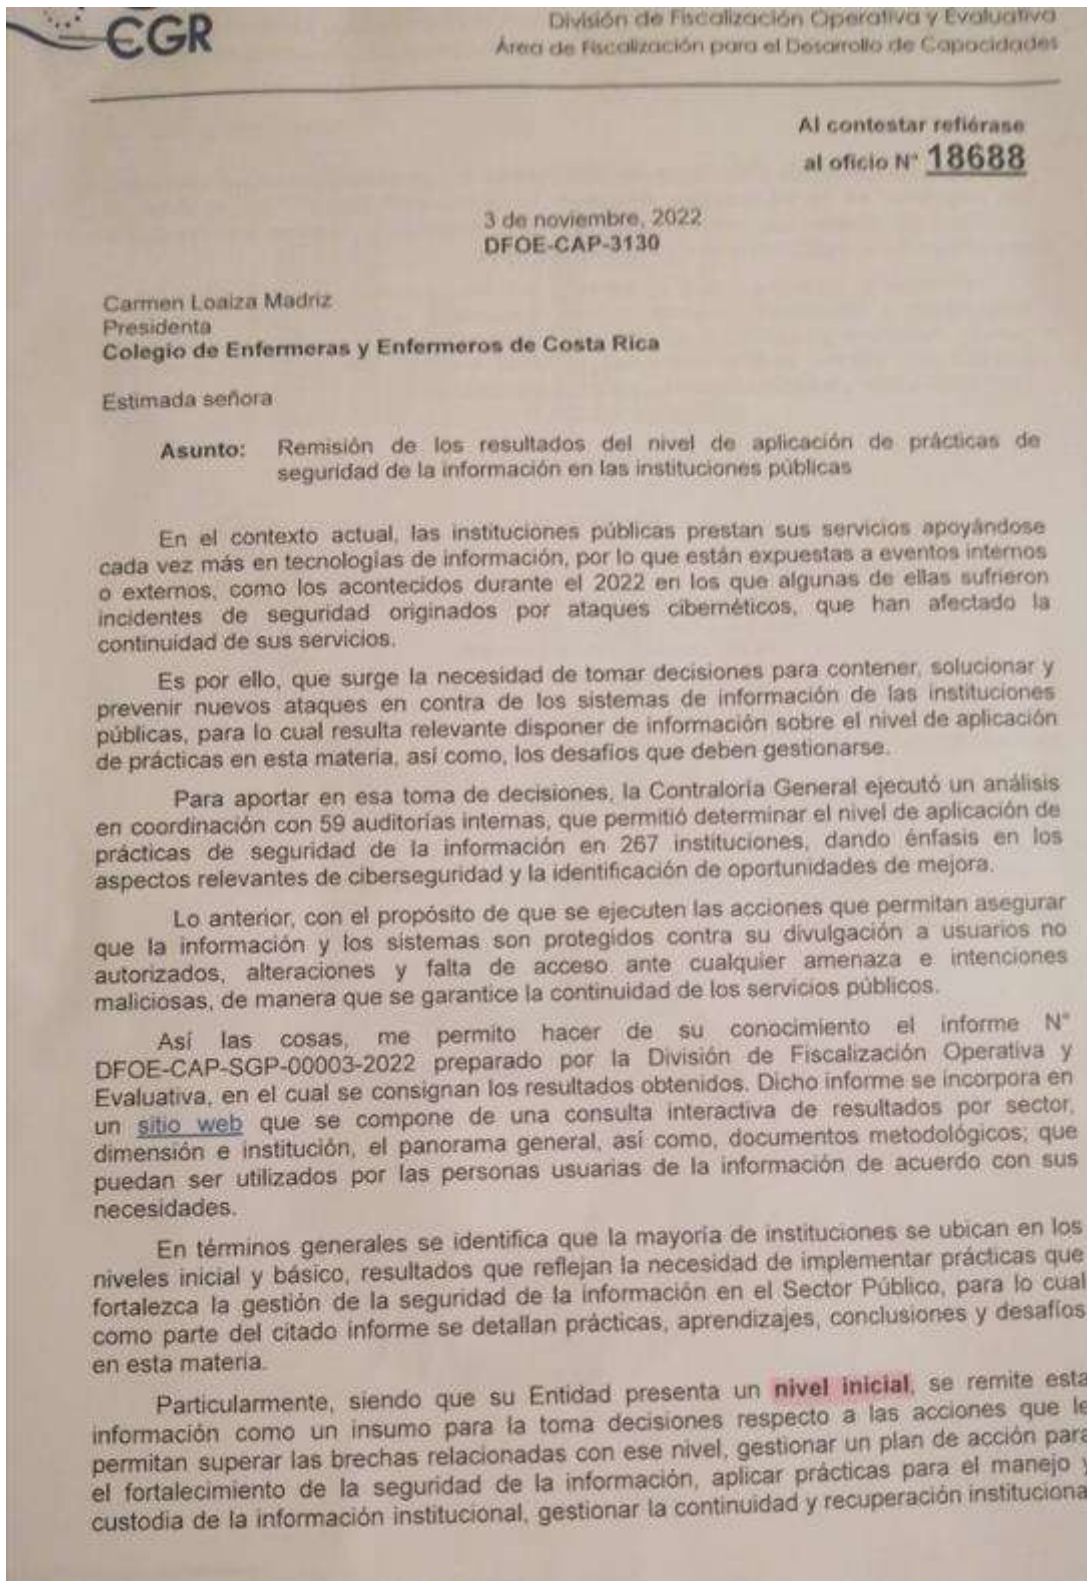 CGR
División de Fiscalización Operativa y Evaluativa
Área de Fiscalización para el Desarrollo de Capacidades
Al contestar refiérase
al oficio N° 18688
3 de noviembre, 2022
DFOE-CAP-3130
Carmen Loaiza Madriz
Presidenta
Colegio de Enfermeras y Enfermeros de Costa Rica
Estimada señora
Asunto: Remisión de los resultados del nivel de aplicación de prácticas de
seguridad de la información en las instituciones públicas
En el contexto actual, las instituciones públicas prestan sus servicios apoyándose
cada vez más en tecnologías de información, por lo que están expuestas a eventos internos
o externos, como los acontecidos durante el 2022 en los que algunas de ellas sufrieron
incidentes de seguridad originados por ataques cibernéticos, que han afectado la
continuidad de sus servicios.
Es por ello, que surge la necesidad de tomar decisiones para contener, solucionar y
prevenir nuevos ataques en contra de los sistemas de información de las instituciones
públicas, para lo cual resulta relevante disponer de información sobre el nivel de aplicación
de prácticas en esta materia, así como, los desafíos que deben gestionarse.
Para aportar en esa toma de decisiones, la Contraloría General ejecutó un análisis
en coordinación con 59 auditorías internas, que permitió determinar el nivel de aplicación de
prácticas de seguridad de la información en 267 instituciones, dando énfasis en los
aspectos relevantes de ciberseguridad y la identificación de oportunidades de mejora.
Lo anterior, con el propósito de que se ejecuten las acciones que permitan asegurar
que la información y los sistemas son protegidos contra su divulgación a usuarios no
autorizados, alteraciones y falta de acceso ante cualquier amenaza e intenciones
maliciosas, de manera que se garantice la continuidad de los servicios públicos.
Así las cosas, me permito hacer de su conocimiento el informe N°
DFOE-CAP-SGP-00003-2022 preparado por la División de Fiscalización Operativa y
Evaluativa, en el cual se consignan los resultados obtenidos. Dicho informe se incorpora en
un sitio web que se compone de una consulta interactiva de resultados por sector,
dimensión e institución, el panorama general, así como, documentos metodológicos; que
puedan ser utilizados por las personas usuarias de la información de acuerdo con sus
necesidades.
En términos generales se identifica que la mayoría de instituciones se ubican en los
niveles inicial y básico, resultados que reflejan la necesidad de implementar prácticas que
fortalezca la gestión de la seguridad de la información en el Sector Público, para lo cual
como parte del citado informe se detallan prácticas, aprendizajes, conclusiones y desafíos
en esta materia.
Particularmente, siendo que su Entidad presenta un nivel inicial, se remite esta
información como un insumo para la toma decisiones respecto a las acciones que le
permitan superar las brechas relacionadas con ese nivel, gestionar un plan de acción para
el fortalecimiento de la seguridad de la información, aplicar prácticas para el manejo y
custodia de la información institucional, gestionar la continuidad y recuperación instituciona